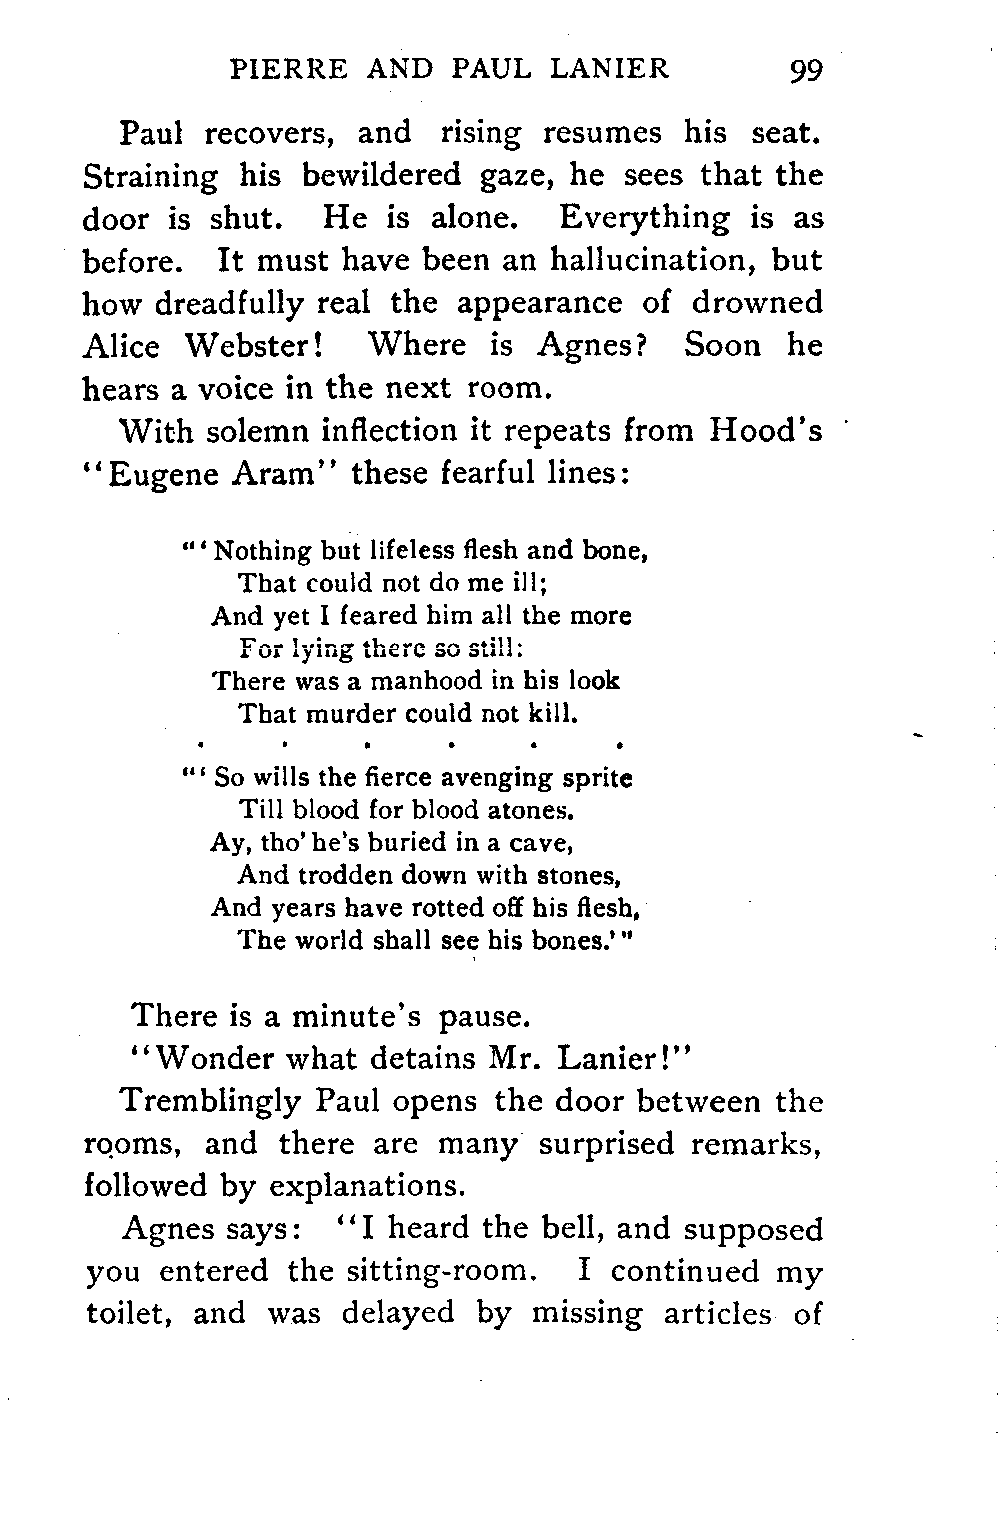 PIERRE AND PAUL LANIER 99
Paul recovers, and rising resumes his seat.
Straining his bewildered gaze, he sees that the
door is shut. He is alone. Everything is as
before. It must have been an hallucination, but
how dreadfully real the appearance of drowned
Alice Webster! Where is Agnes? Soon he
hears a voice in the next room.
With solemn inflection it repeats from Hood's
"Eugene Aram" these fearful lines:
"'Nothing but lifeless flesh and bone,
That could not do me ill;
And yet I feared him all the more
For lying there so still:
There was a manhood in his look
That murder could not kill.
. . . . . .
"'So wills the fierce avenging sprite
Till blood for blood atones.
Ay, tho' he's buried in a cave,
And trodden down with stones,
And years have rotted off his flesh,
The world shall see his bones.'"
There is a minute's pause.
"Wonder what detains Mr. Lanier!"
Tremblingly Paul opens the door between the
rooms, and there are many surprised remarks,
followed by explanations.
Agnes says: "I heard the bell, and supposed
you entered the sitting-room. I continued my
toilet, and was delayed by missing articles of